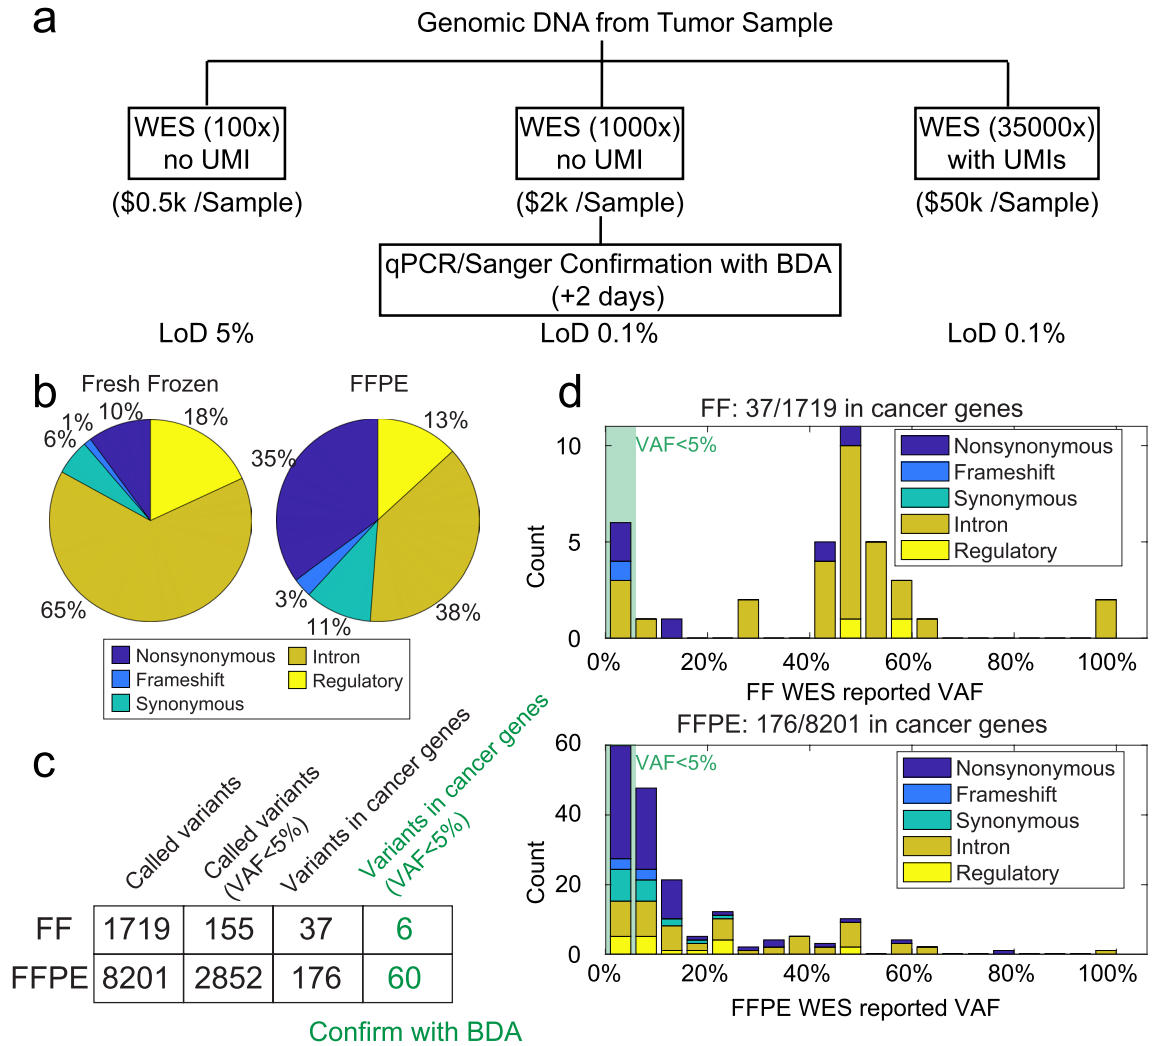 a
Genomic DNA from Tumor Sample
WES (100x)
no UMI
WES (1000x)
no UMI
WES (35000x)
with UMIs
($0.5k /Sample)
($2k /Sample)
($50k /Sample)
qPCR/Sanger Confirmation with BDA
(+2 days)
LoD 5%
LoD 0.1%
LoD 0.1%
b
Fresh Frozen
FFPE
1%
10%
18%
6%
65%
13%
35%
3%
11%
38%
Nonsynonymous
Frameshift
Synonymous
Intron
Regulatory
c
Called variants
Called variants
(VAF<5%)
Variants in cancer genes
Variants in cancer genes
(VAF<5%)
FF 1719 155 37 6
FFPE 8201 2852 176 60
Confirm with BDA
d
FF: 37/1719 in cancer genes
VAF<5%
Nonsynonymous
Frameshift
Synonymous
Intron
Regulatory
Count
10
5
0
0% 20% 40% 60% 80% 100%
FF WES reported VAF
FFPE: 176/8201 in cancer genes
VAF<5%
Nonsynonymous
Frameshift
Synonymous
Intron
Regulatory
Count
60
40
20
0
0% 20% 40% 60% 80% 100%
FFPE WES reported VAF